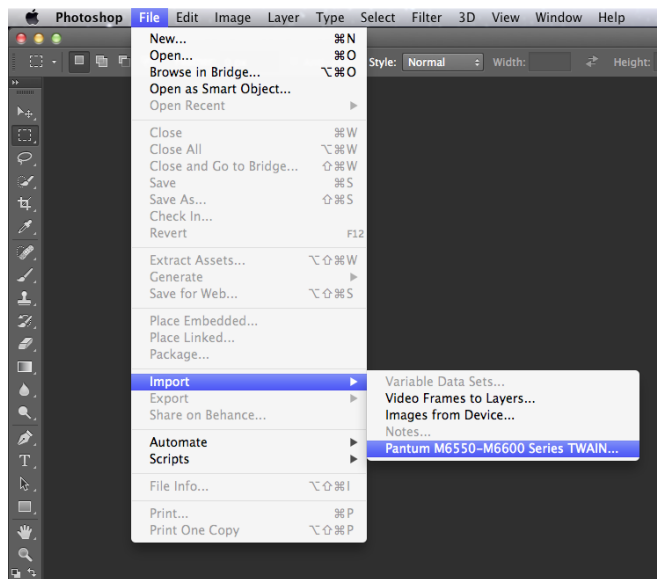 Photoshop File Edit Image Layer Type Select Filter 3D View Window Help
New... ⌘N
Open... ⌘O
Browse in Bridge... ⌥⌘O
Open as Smart Object...
Open Recent
Style: Normal Width: Height:
Close ⌘W
Close All ⌥⌘W
Close and Go to Bridge... ⇧⌘W
Save ⌘S
Save As... ⇧⌘S
Check In...
Revert F12
Extract Assets... ⌥⇧⌘W
Generate
Save for Web... ⌥⇧⌘S
Place Embedded...
Place Linked...
Package...
Import
Export
Share on Behance...
Variable Data Sets...
Video Frames to Layers...
Images from Device...
Notes...
Pantum M6550-M6600 Series TWAIN...
Automate
Scripts
File Info... ⌥⇧⌘I
Print... ⌘P
Print One Copy ⌥⇧⌘P